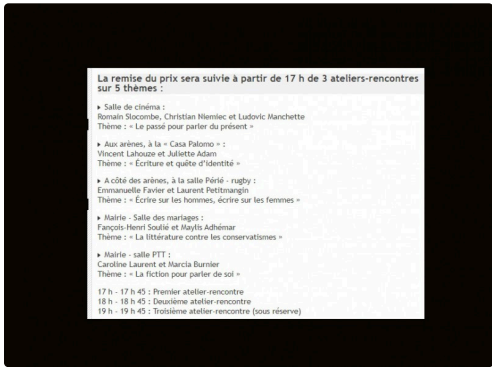 La remise du prix sera suivie à partir de 17 h de 3 ateliers-rencontres
sur 5 thèmes :
▸ Salle de cinéma :
Romain Slocombe, Christian Niemiec et Ludovic Manchette
Thème : « Le passé pour parler du présent »
▸ Aux arènes, à la « Casa Palomo » :
Vincent Lahouze et Juliette Adam
Thème : « Écriture et quête d'identité »
▸ A côté des arènes, à la salle Périé - rugby :
Emmanuelle Favier et Laurent Petitmangin
Thème : « Écrire sur les hommes, écrire sur les femmes »
▸ Mairie - Salle des mariages :
Fançois-Henri Soulié et Maylis Adhémar
Thème : « La littérature contre les conservatismes »
▸ Mairie - salle PTT :
Caroline Laurent et Marcia Burnier
Thème : « La fiction pour parler de soi »
17 h - 17 h 45 : Premier atelier-rencontre
18 h - 18 h 45 : Deuxième atelier-rencontre
19 h - 19 h 45 : Troisième atelier-rencontre (sous réserve)